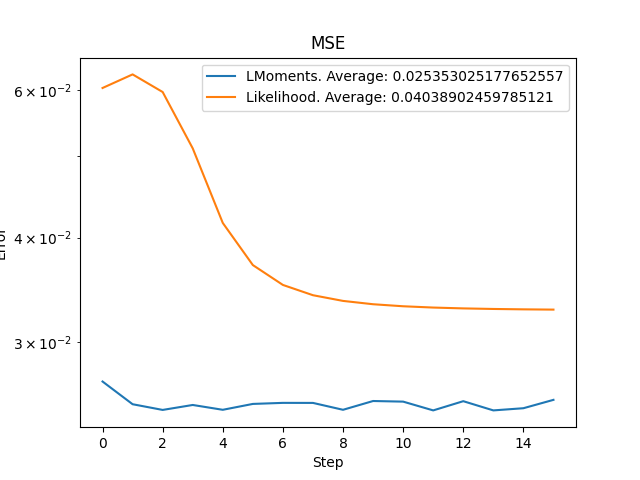 MSE
LMoments. Average: 0.025353025177652557
Likelihood. Average: 0.04038902459785121
6 × 10⁻²
4 × 10⁻²
3 × 10⁻²
Error
0 2 4 6 8 10 12 14
Step